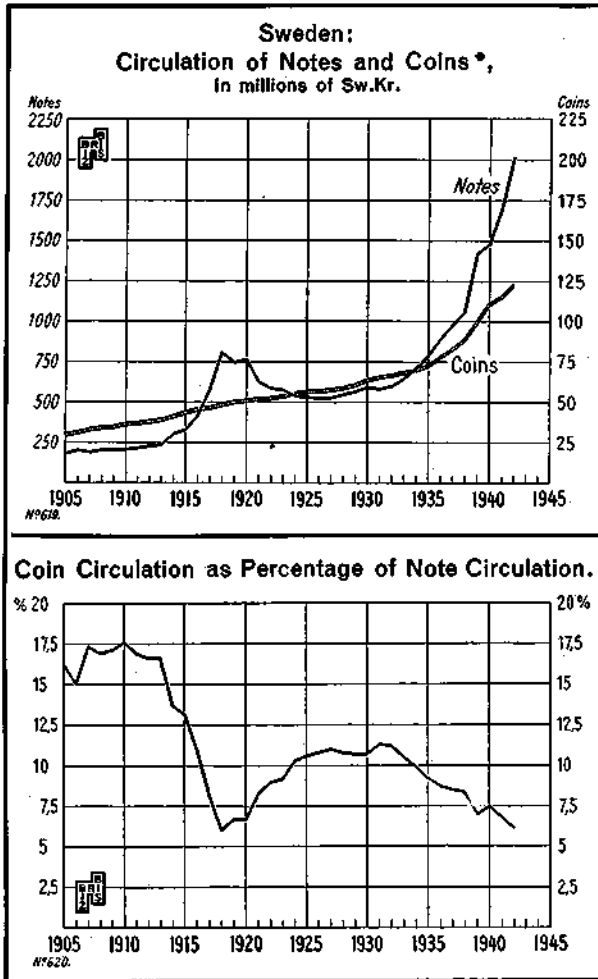 Sweden:
Circulation of Notes and Coins*,
in millions of Sw.Kr.
Notes Coins
2250 225
2000 200
1750 175
1500 150
1250 125
1000 100
750 75
500 50
250 25
Notes
Coins
1905 1910 1915 1920 1925 1930 1935 1940 1945
Nº619.
Coin Circulation as Percentage of Note Circulation.
% 20 20 %
17,5 17,5
15 15
12,5 12,5
10 10
7,5 7,5
5 5
2,5 2,5
1905 1910 1915 1920 1925 1930 1935 1940 1945
Nº620.